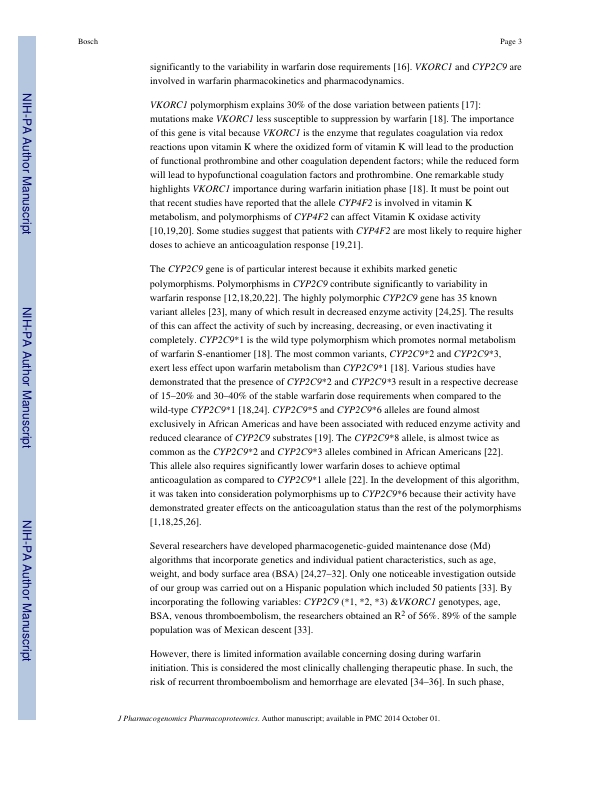 Bosch
Page 3
significantly to the variability in warfarin dose requirements [16]. VKORC1 and CYP2C9 are
involved in warfarin pharmacokinetics and pharmacodynamics.
VKORC1 polymorphism explains 30% of the dose variation between patients [17]:
mutations make VKORC1 less susceptible to suppression by warfarin [18]. The importance
of this gene is vital because VKORC1 is the enzyme that regulates coagulation via redox
reactions upon vitamin K where the oxidized form of vitamin K will lead to the production
of functional prothrombine and other coagulation dependent factors; while the reduced form
will lead to hypofunctional coagulation factors and prothrombine. One remarkable study
highlights VKORC1 importance during warfarin initiation phase [18]. It must be point out
that recent studies have reported that the allele CYP4F2 is involved in vitamin K
metabolism, and polymorphisms of CYP4F2 can affect Vitamin K oxidase activity
[10,19,20]. Some studies suggest that patients with CYP4F2 are most likely to require higher
doses to achieve an anticoagulation response [19,21].
The CYP2C9 gene is of particular interest because it exhibits marked genetic
polymorphisms. Polymorphisms in CYP2C9 contribute significantly to variability in
warfarin response [12,18,20,22]. The highly polymorphic CYP2C9 gene has 35 known
variant alleles [23], many of which result in decreased enzyme activity [24,25]. The results
of this can affect the activity of such by increasing, decreasing, or even inactivating it
completely. CYP2C9*1 is the wild type polymorphism which promotes normal metabolism
of warfarin S-enantiomer [18]. The most common variants, CYP2C9*2 and CYP2C9*3,
exert less effect upon warfarin metabolism than CYP2C9*1 [18]. Various studies have
demonstrated that the presence of CYP2C9*2 and CYP2C9*3 result in a respective decrease
of 15–20% and 30–40% of the stable warfarin dose requirements when compared to the
wild-type CYP2C9*1 [18,24]. CYP2C9*5 and CYP2C9*6 alleles are found almost
exclusively in African Americas and have been associated with reduced enzyme activity and
reduced clearance of CYP2C9 substrates [19]. The CYP2C9*8 allele, is almost twice as
common as the CYP2C9*2 and CYP2C9*3 alleles combined in African Americans [22].
This allele also requires significantly lower warfarin doses to achieve optimal
anticoagulation as compared to CYP2C9*1 allele [22]. In the development of this algorithm,
it was taken into consideration polymorphisms up to CYP2C9*6 because their activity have
demonstrated greater effects on the anticoagulation status than the rest of the polymorphisms
[1,18,25,26].
Several researchers have developed pharmacogenetic-guided maintenance dose (Md)
algorithms that incorporate genetics and individual patient characteristics, such as age,
weight, and body surface area (BSA) [24,27–32]. Only one noticeable investigation outside
of our group was carried out on a Hispanic population which included 50 patients [33]. By
incorporating the following variables: CYP2C9 (*1, *2, *3) &VKORC1 genotypes, age,
BSA, venous thromboembolism, the researchers obtained an R2 of 56%. 89% of the sample
population was of Mexican descent [33].
However, there is limited information available concerning dosing during warfarin
initiation. This is considered the most clinically challenging therapeutic phase. In such, the
risk of recurrent thromboembolism and hemorrhage are elevated [34–36]. In such phase,
J Pharmacogenomics Pharmacoproteomics. Author manuscript; available in PMC 2014 October 01.
NIH-PA Author Manuscript
NIH-PA Author Manuscript
NIH-PA Author Manuscript